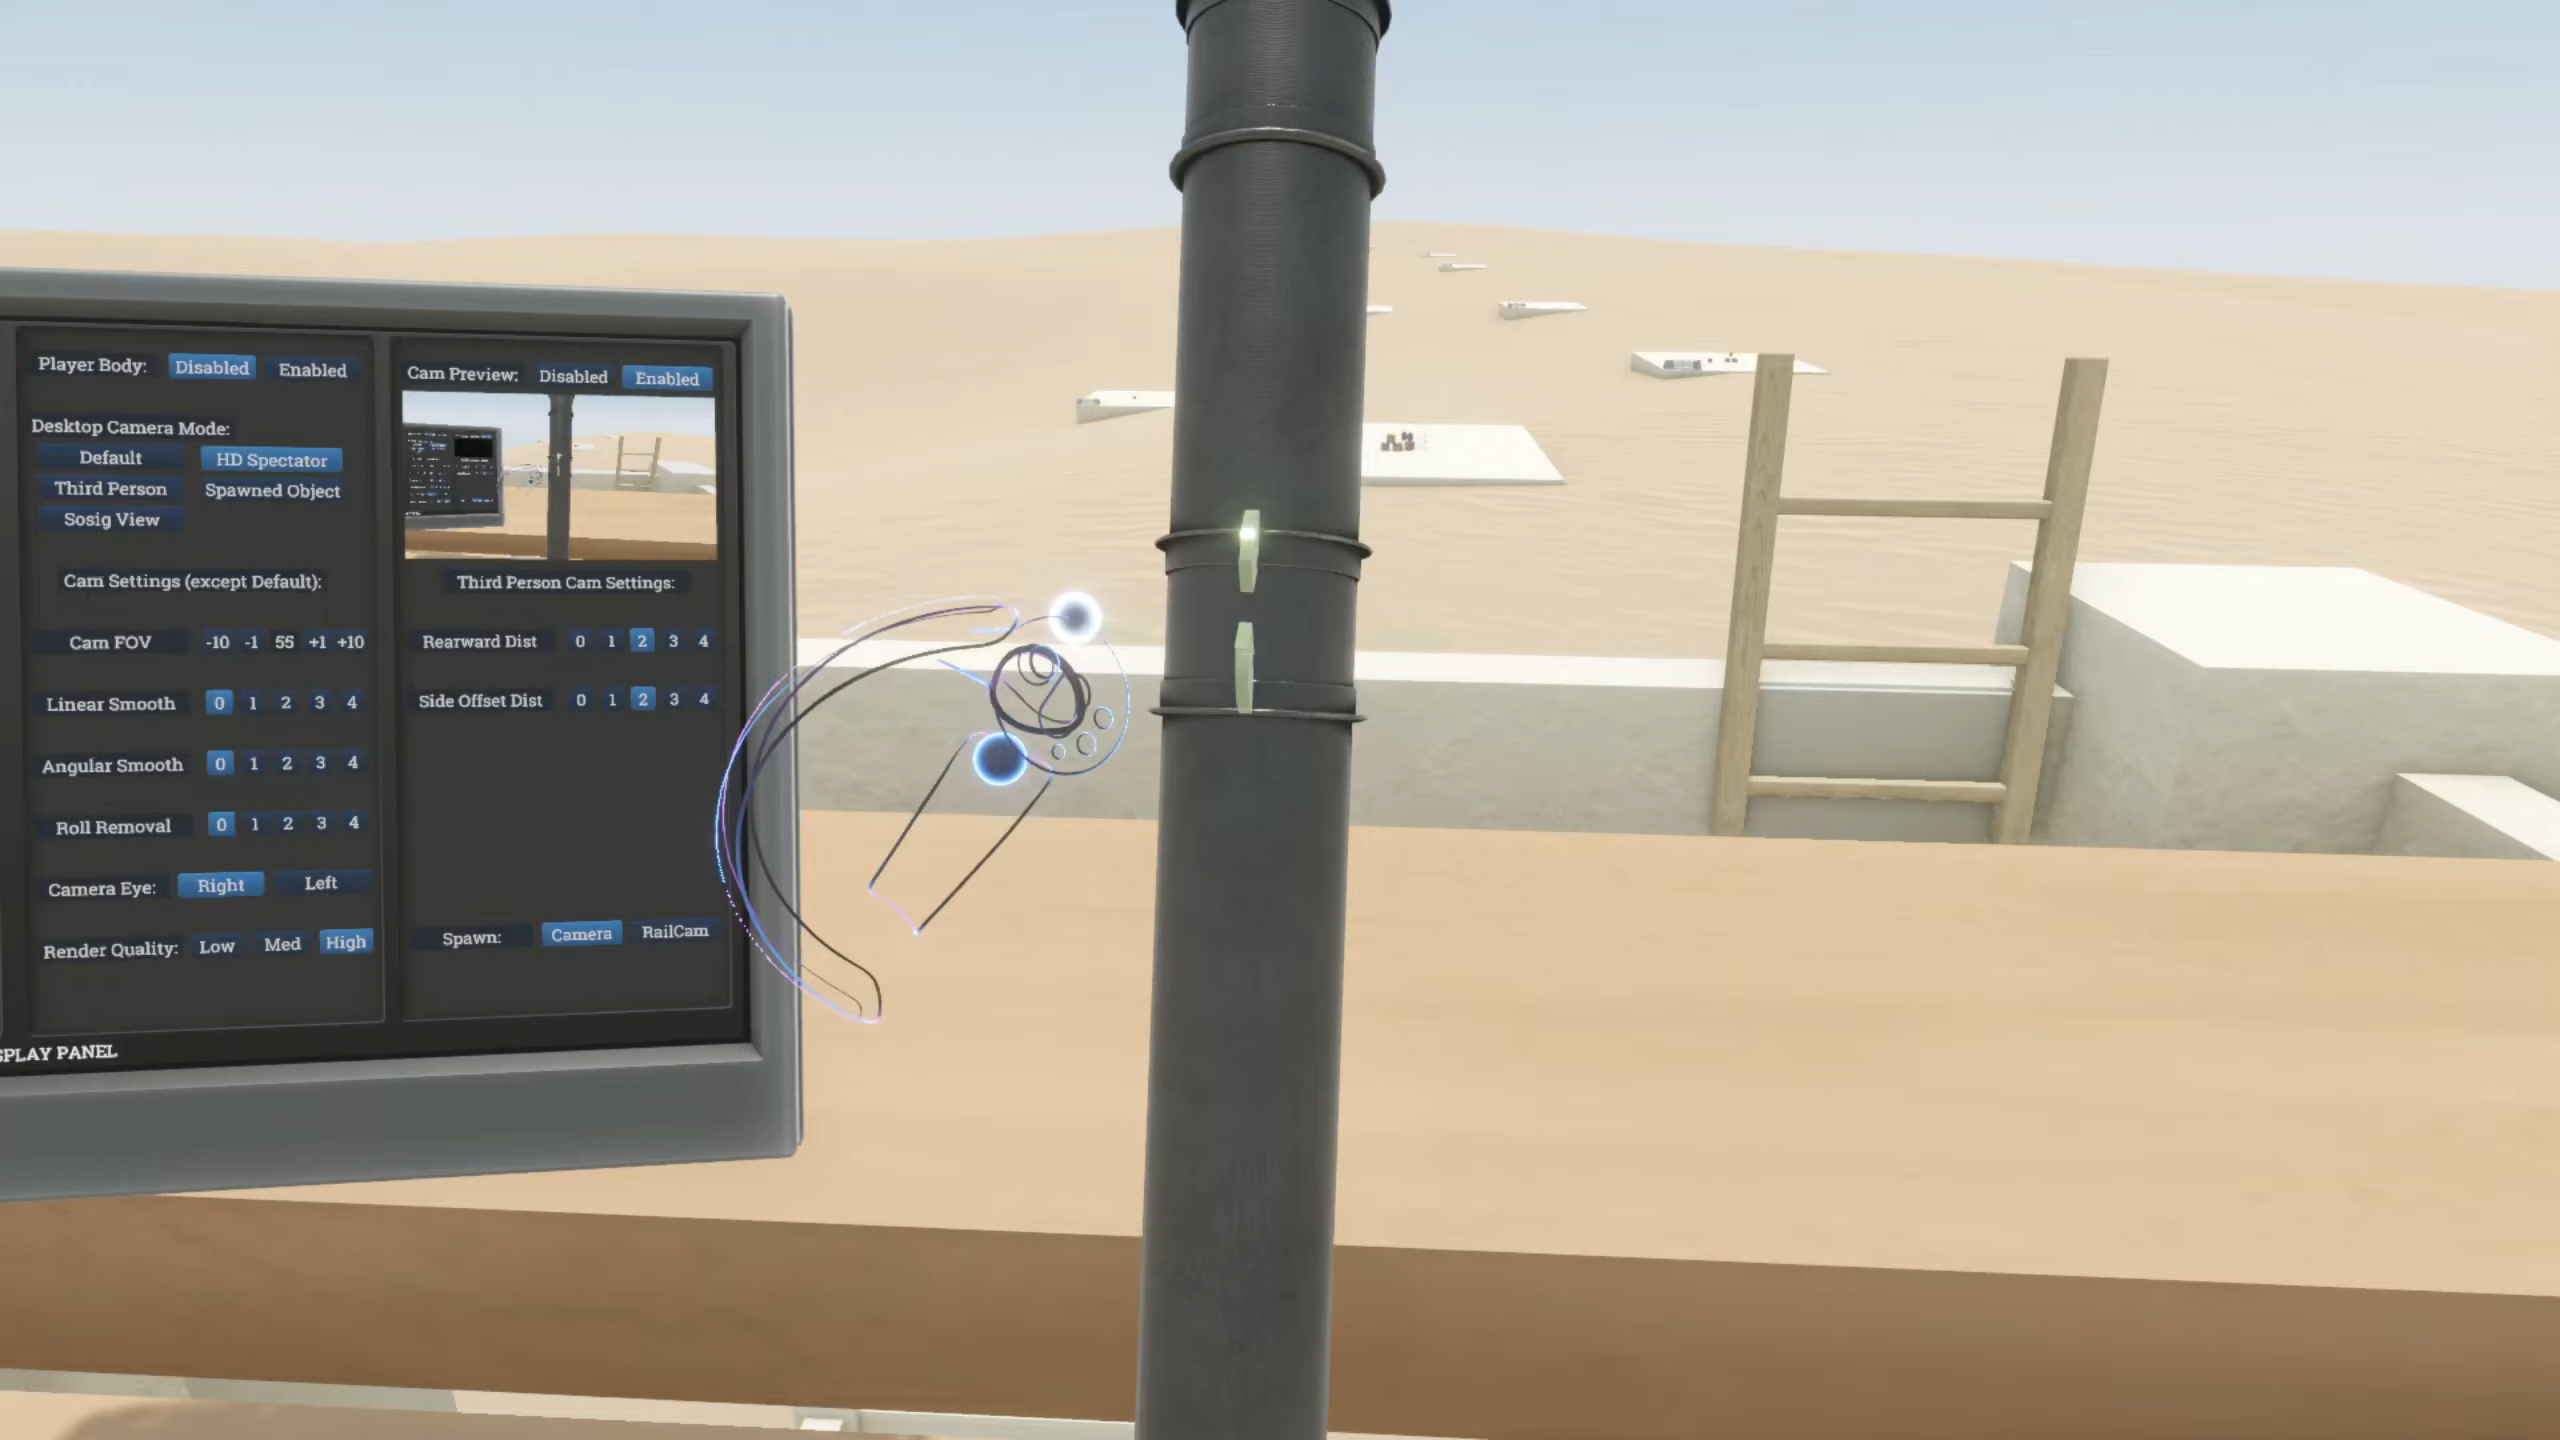 Player Body: Disabled Enabled
Desktop Camera Mode:
Default HD Spectator
Third Person Spawned Object
Sosig View
Cam Settings (except Default):
Cam FOV -10 -1 55 +1 +10
Linear Smooth 0 1 2 3 4
Angular Smooth 0 1 2 3 4
Roll Removal 0 1 2 3 4
Camera Eye: Right Left
Render Quality: Low Med High
Cam Preview: Disabled Enabled
Third Person Cam Settings:
Rearward Dist 0 1 2 3 4
Side Offset Dist 0 1 2 3 4
Spawn: Camera RailCam
SPLAY PANEL